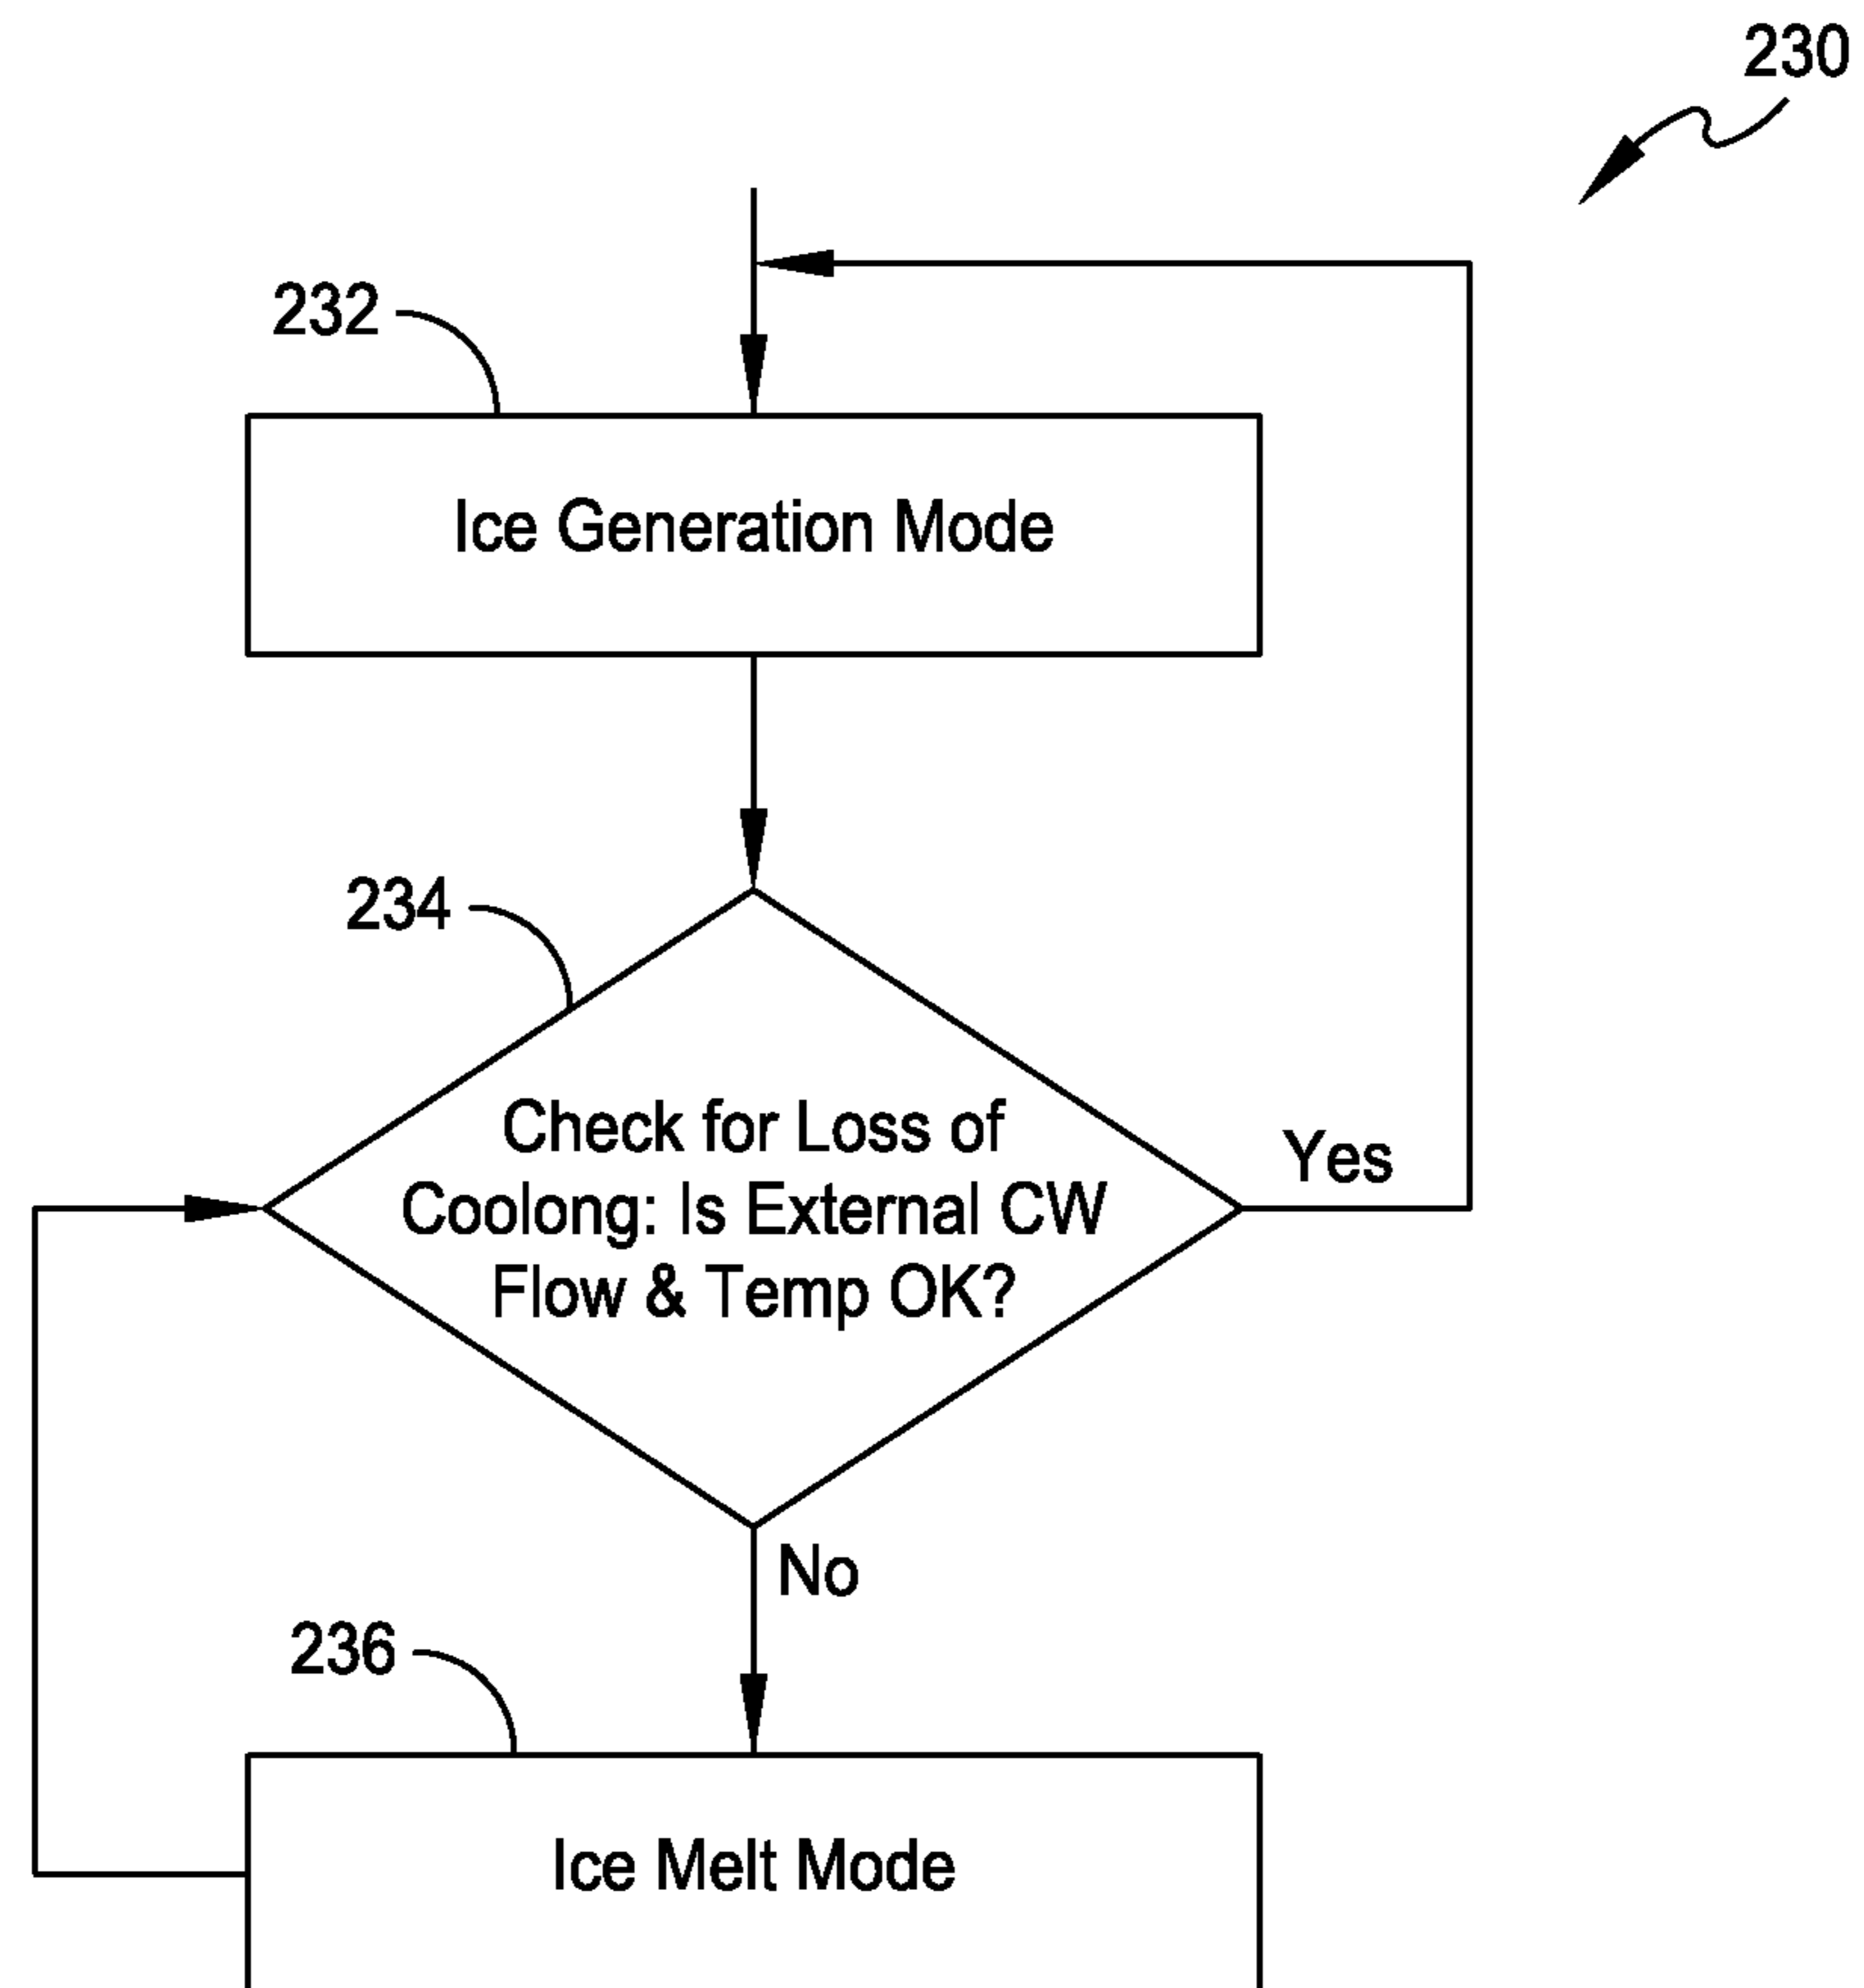 230
232
Ice Generation Mode
234
Check for Loss of
Coolong: Is External CW
Flow & Temp OK?
Yes
No
236
Ice Melt Mode